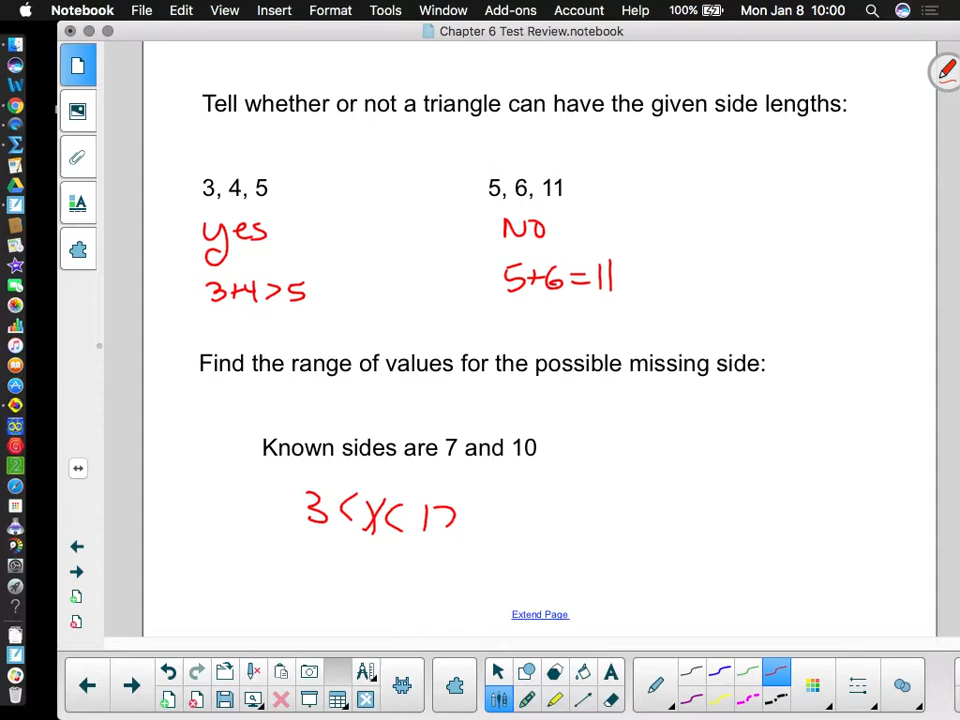 Notebook File Edit View Insert Format Tools Window Add-ons Account Help 100% Mon Jan 8 10:00
Chapter 6 Test Review.notebook
Tell whether or not a triangle can have the given side lengths:
3, 4, 5
5, 6, 11
yes
No
3+4>5
5+6=11
Find the range of values for the possible missing side:
Known sides are 7 and 10
3<x<17
Extend Page